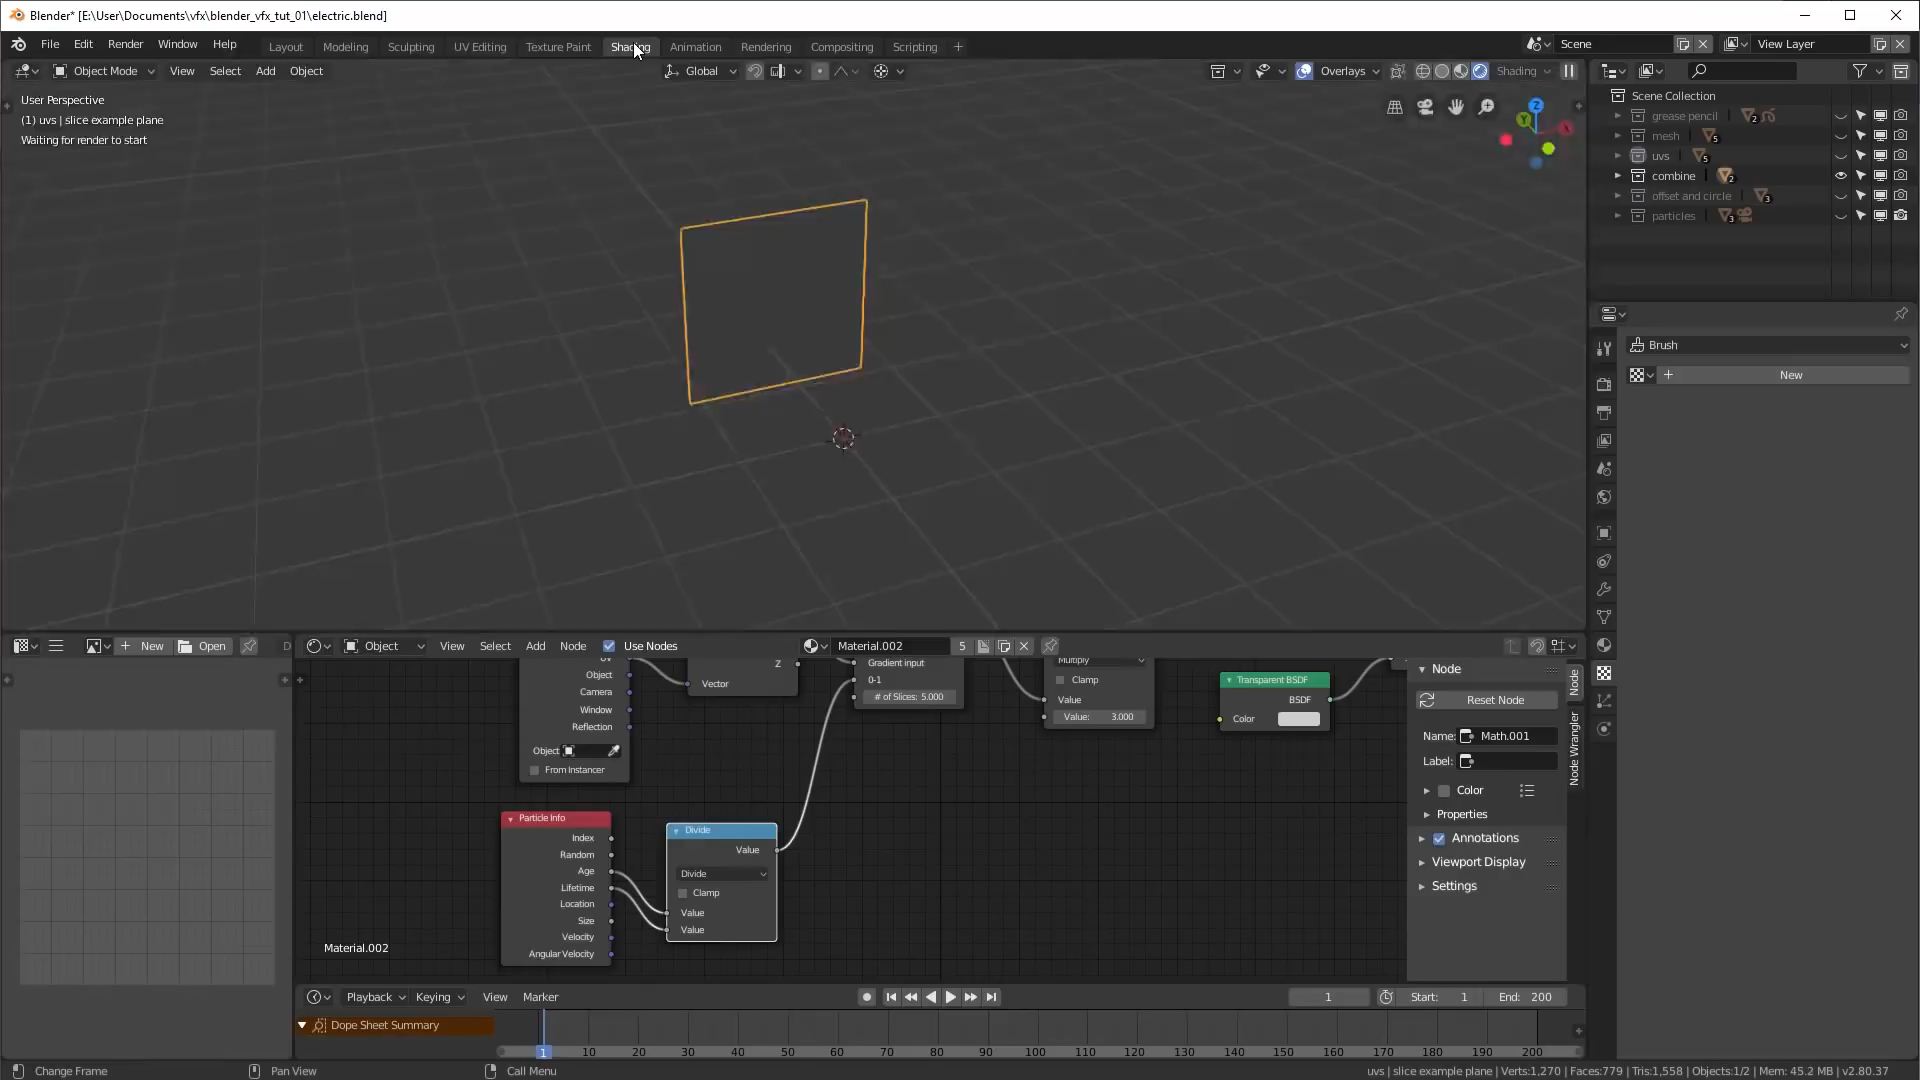 Blender* [E:\User\Documents\vfx\blender_vfx_tut_01\electric.blend]
File Edit Render Window Help
Layout Modeling Sculpting UV Editing Texture Paint Shading Animation Rendering Compositing Scripting
Scene
View Layer
Object Mode View Select Add Object
Global
Overlays
Shading
User Perspective
(1) uvs | slice example plane
Waiting for render to start
Z
Y
X
Scene Collection
grease pencil 2
mesh 5
uvs 5
combine 2
offset and circle 3
particles 3
Brush
New
New Open
Object View Select Add Node Use Nodes
Material.002 5
UV
Object
Camera
Window
Reflection
Object
From Instancer
Z
Vector
Gradient input
0-1
# of Slices: 5.000
Multiply
Clamp
Value
Value: 3.000
Transparent BSDF
BSDF
Color
Particle Info
Index
Random
Age
Lifetime
Location
Size
Velocity
Angular Velocity
Divide
Value
Divide
Clamp
Value
Value
Material.002
Node
Reset Node
Name: Math.001
Label:
Color
Properties
Annotations
Viewport Display
Settings
Node
Node Wrangler
Playback Keying View Marker
1
Start: 1
End: 200
Dope Sheet Summary
1 10 20 30 40 50 60 70 80 90 100 110 120 130 140 150 160 170 180 190 200
Change Frame
Pan View
Call Menu
uvs | slice example plane | Verts:1,270 | Faces:779 | Tris:1,558 | Objects:1/2 | Mem: 45.2 MB | v2.80.37